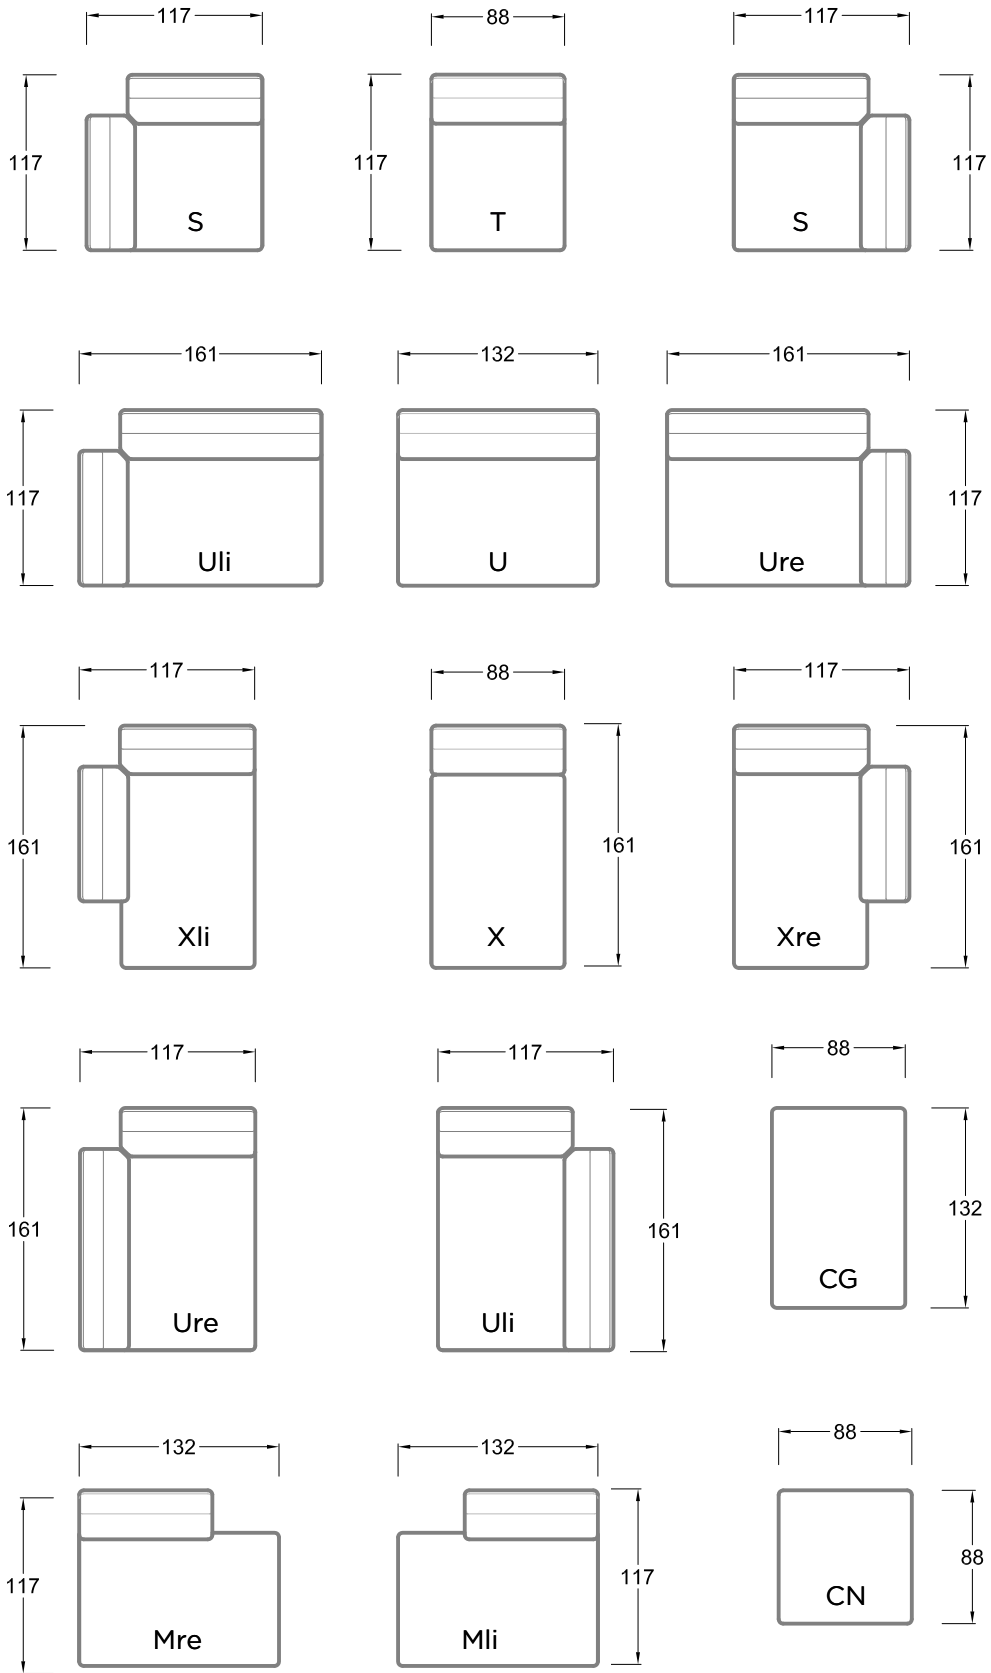 117 88 117
117 117 117
S T S
161 132 161
117 117
Uli U Ure
117 88 117
161 161 161
Xli X Xre
117 117 88
161 161 132
CG
Ure Uli
132 132 88
117 117 88
CN
Mre Mli